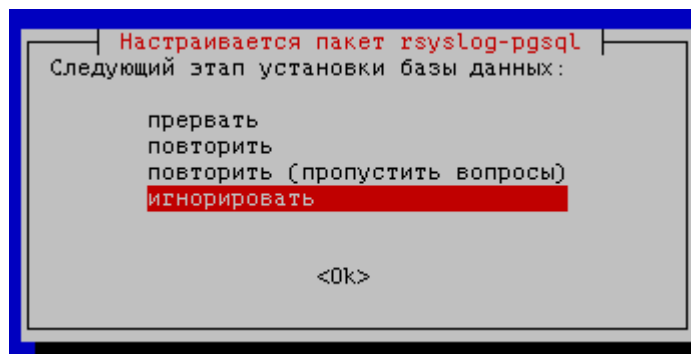 Настраивается пакет rsyslog-pgsql
Следующий этап установки базы данных:
прервать
повторить
повторить (пропустить вопросы)
игнорировать
<Ok>